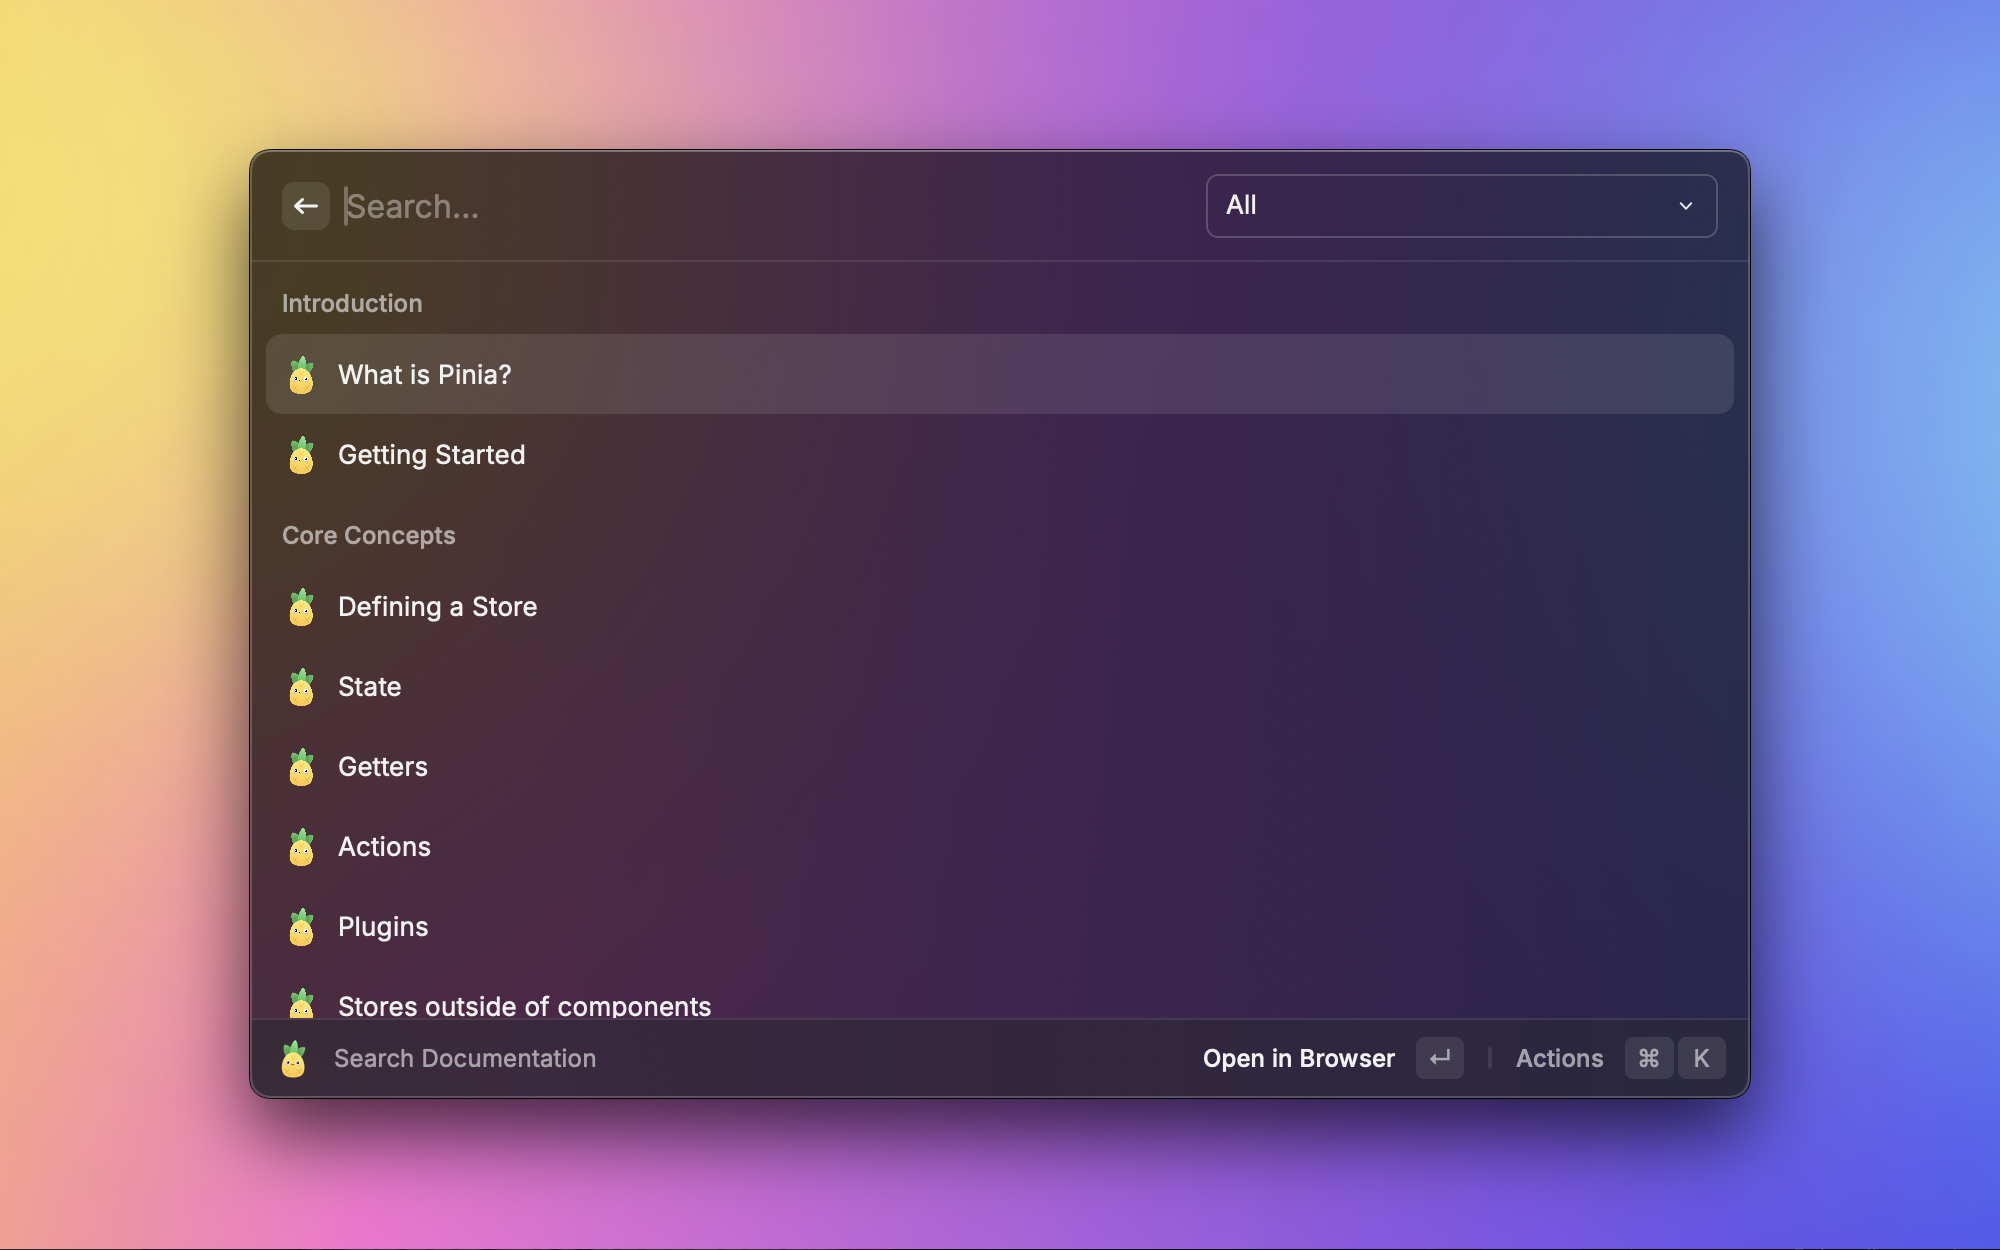 Search...
All
Introduction
What is Pinia?
Getting Started
Core Concepts
Defining a Store
State
Getters
Actions
Plugins
Stores outside of components
Search Documentation
Open in Browser
Actions ⌘ K